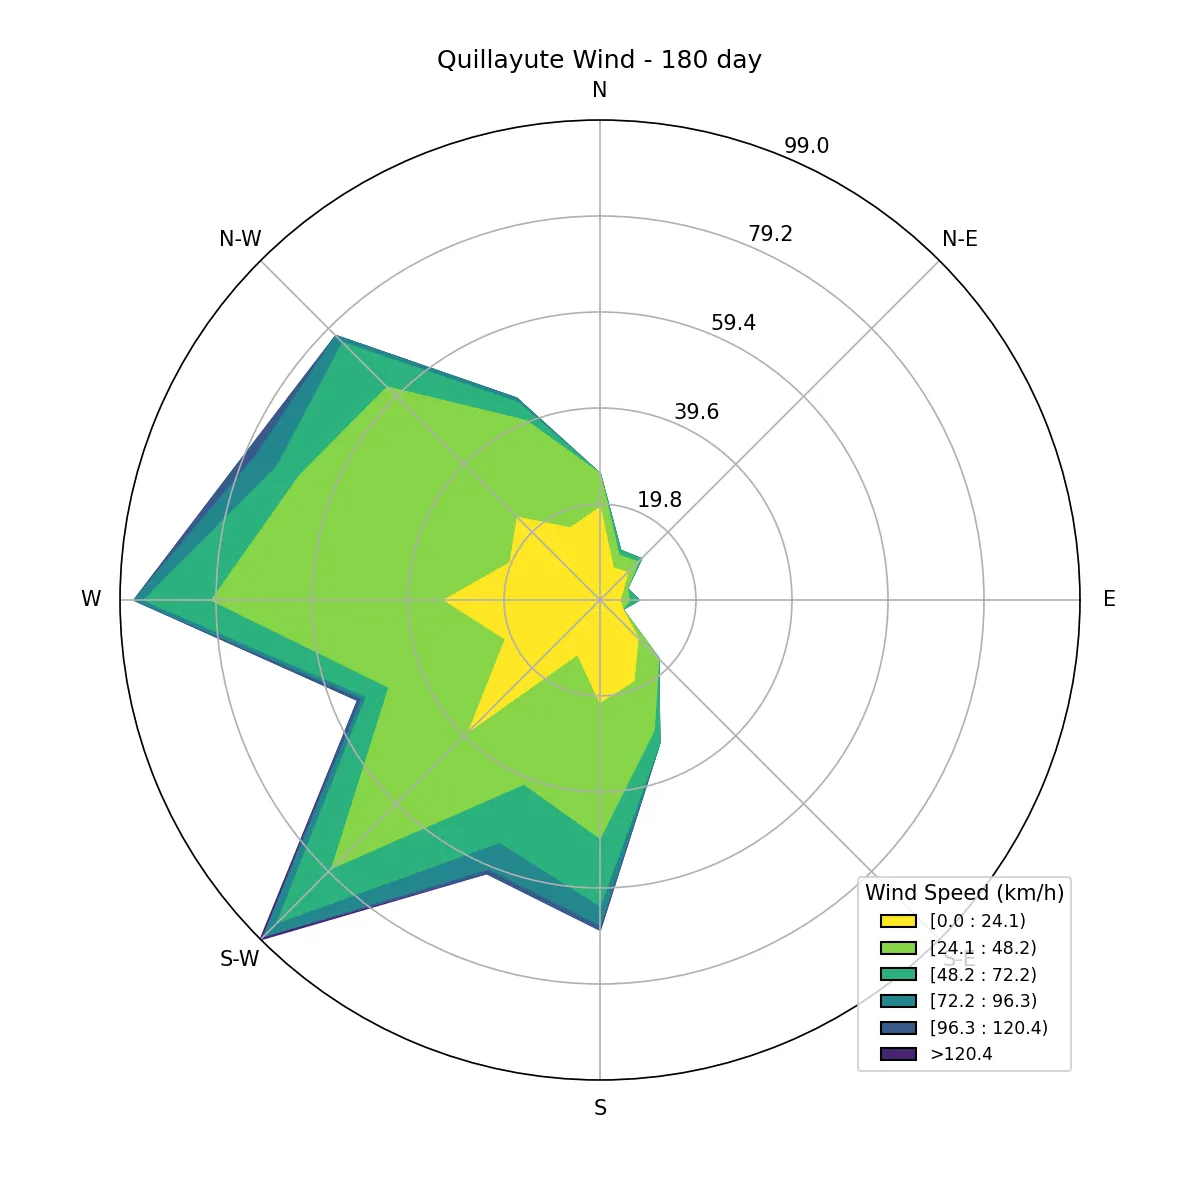 Quillayute Wind - 180 day
N
99.0
N-W
N-E
79.2
59.4
39.6
19.8
W
E
S-W
S-E
S
Wind Speed (km/h)
[0.0 : 24.1)
[24.1 : 48.2)
[48.2 : 72.2)
[72.2 : 96.3)
[96.3 : 120.4)
>120.4